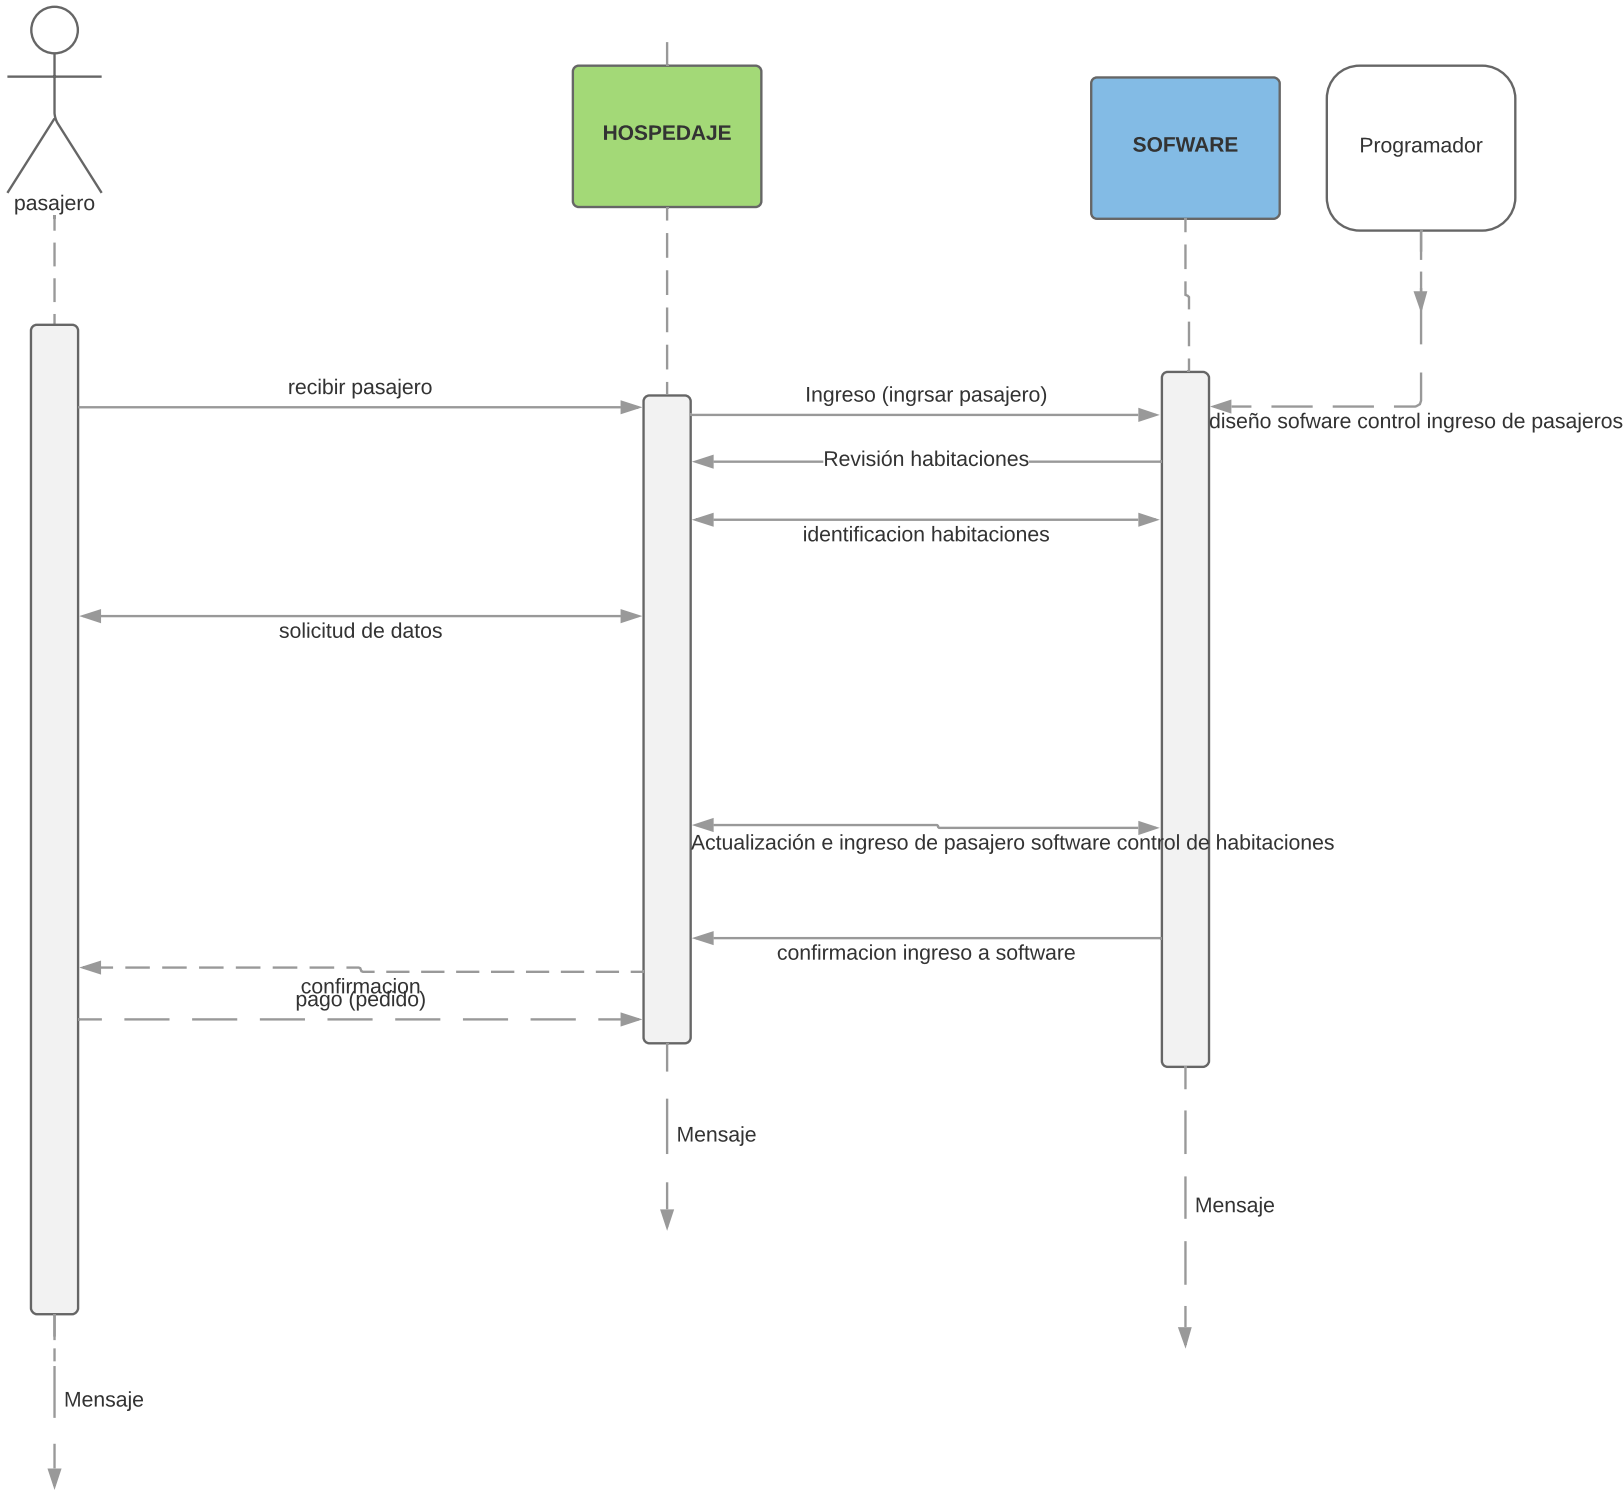 pasajero
HOSPEDAJE
SOFWARE
Programador
recibir pasajero
Ingreso (ingrsar pasajero)
diseño sofware control ingreso de pasajeros
Revisión habitaciones
identificacion habitaciones
solicitud de datos
Actualización e ingreso de pasajero software control de habitaciones
confirmacion ingreso a software
confirmacion
pago (pedido)
Mensaje
Mensaje
Mensaje